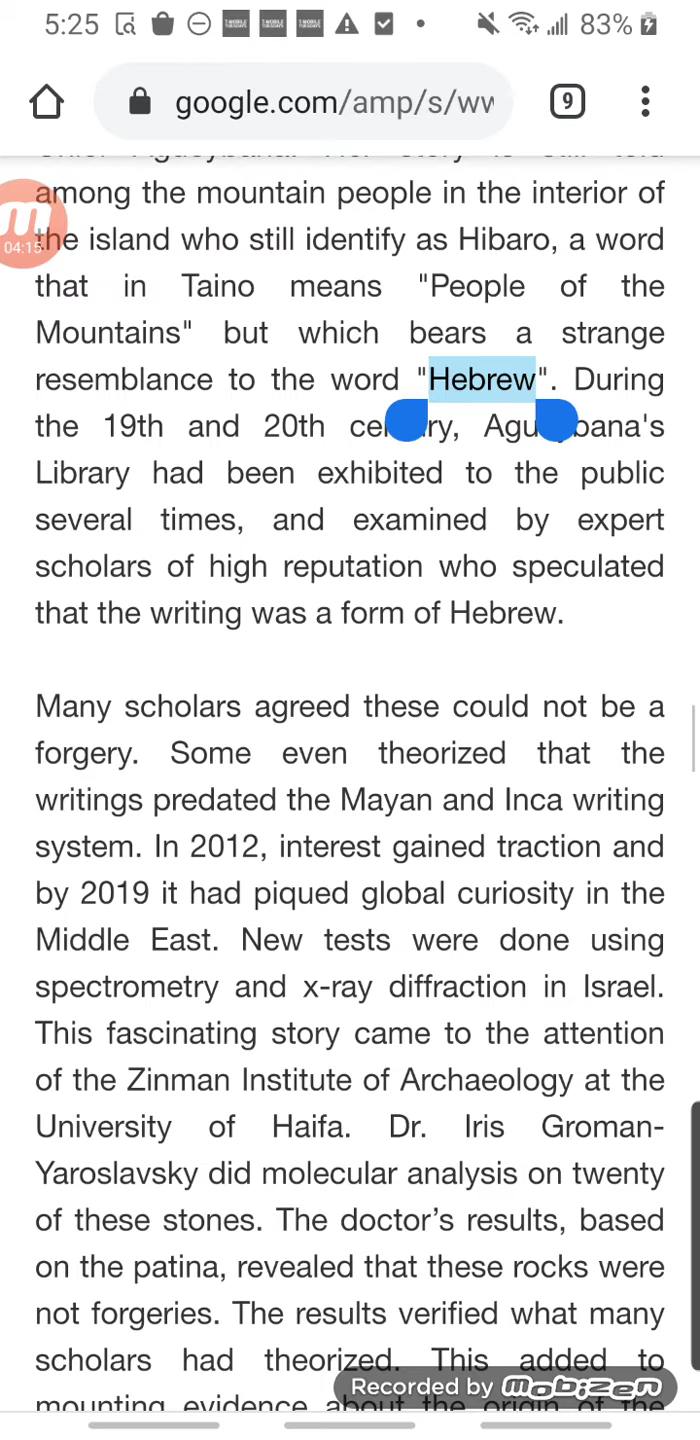 5:25
83%
google.com/amp/s/ww
9
04:15
among the mountain people in the interior of
the island who still identify as Hibaro, a word
that in Taino means "People of the
Mountains" but which bears a strange
resemblance to the word "Hebrew". During
the 19th and 20th century, Agueybana's
Library had been exhibited to the public
several times, and examined by expert
scholars of high reputation who speculated
that the writing was a form of Hebrew.
Many scholars agreed these could not be a
forgery. Some even theorized that the
writings predated the Mayan and Inca writing
system. In 2012, interest gained traction and
by 2019 it had piqued global curiosity in the
Middle East. New tests were done using
spectrometry and x-ray diffraction in Israel.
This fascinating story came to the attention
of the Zinman Institute of Archaeology at the
University of Haifa. Dr. Iris Groman-
Yaroslavsky did molecular analysis on twenty
of these stones. The doctor’s results, based
on the patina, revealed that these rocks were
not forgeries. The results verified what many
scholars had theorized. This added to
mounting evidence about the origin of the
Recorded by mobizen